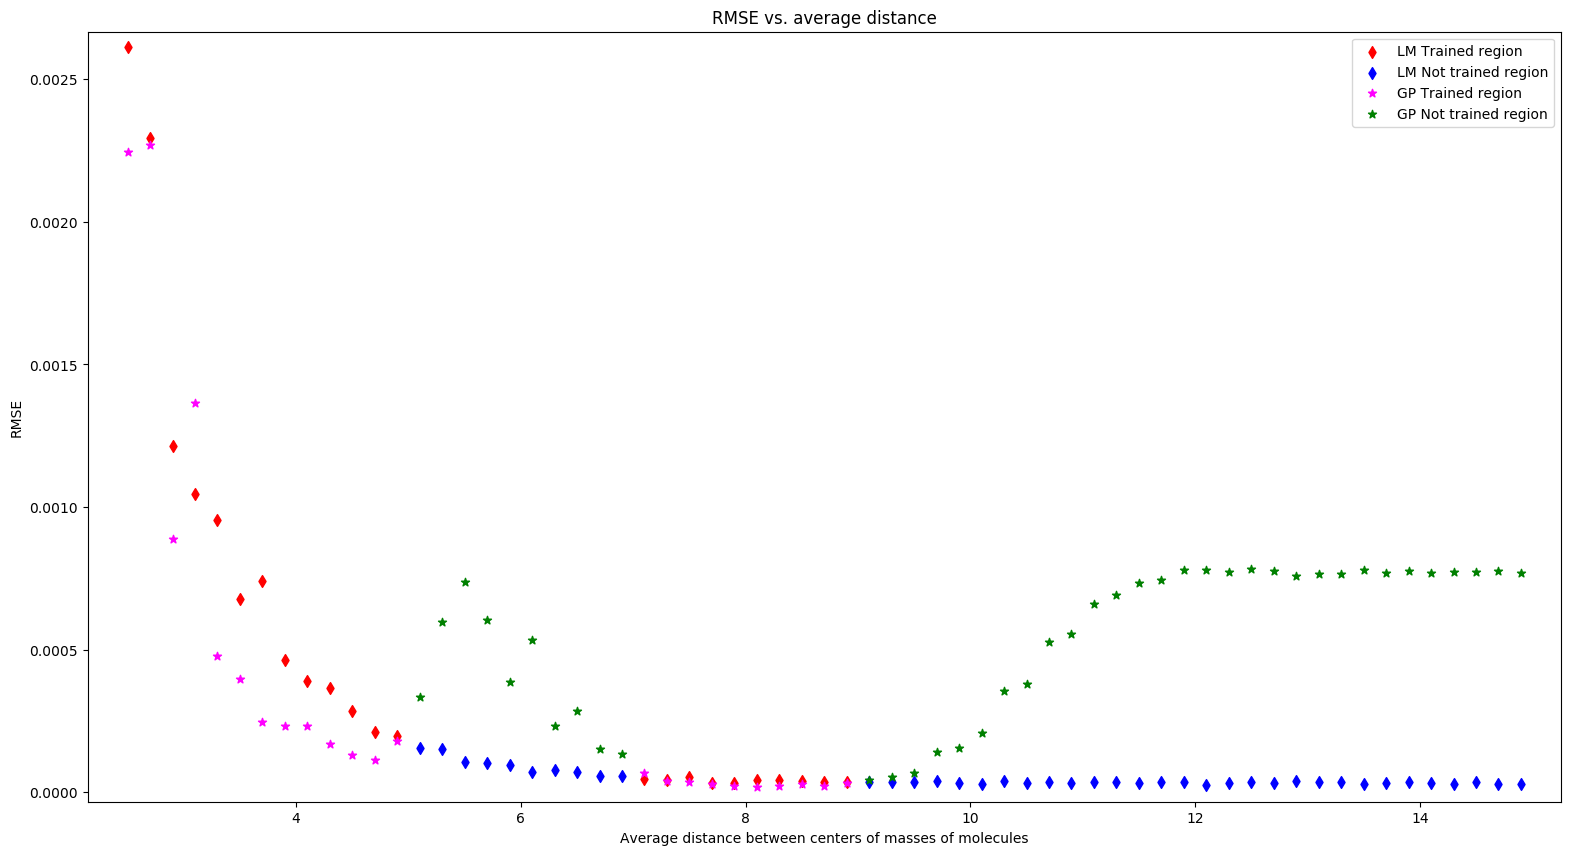 RMSE vs. average distance
LM Trained region
LM Not trained region
GP Trained region
GP Not trained region
0.0025
0.0020
0.0015
0.0010
0.0005
0.0000
RMSE
4
6
8
10
12
14
Average distance between centers of masses of molecules